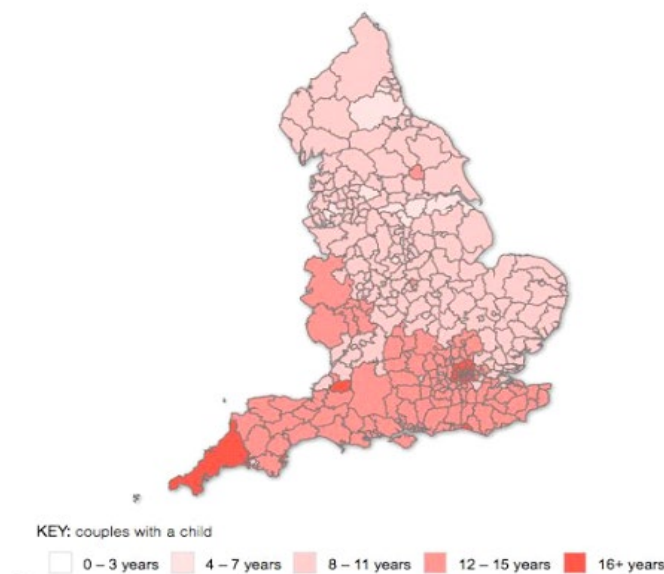 KEY: couples with a child
0 – 3 years 4 – 7 years 8 – 11 years 12 – 15 years 16+ years